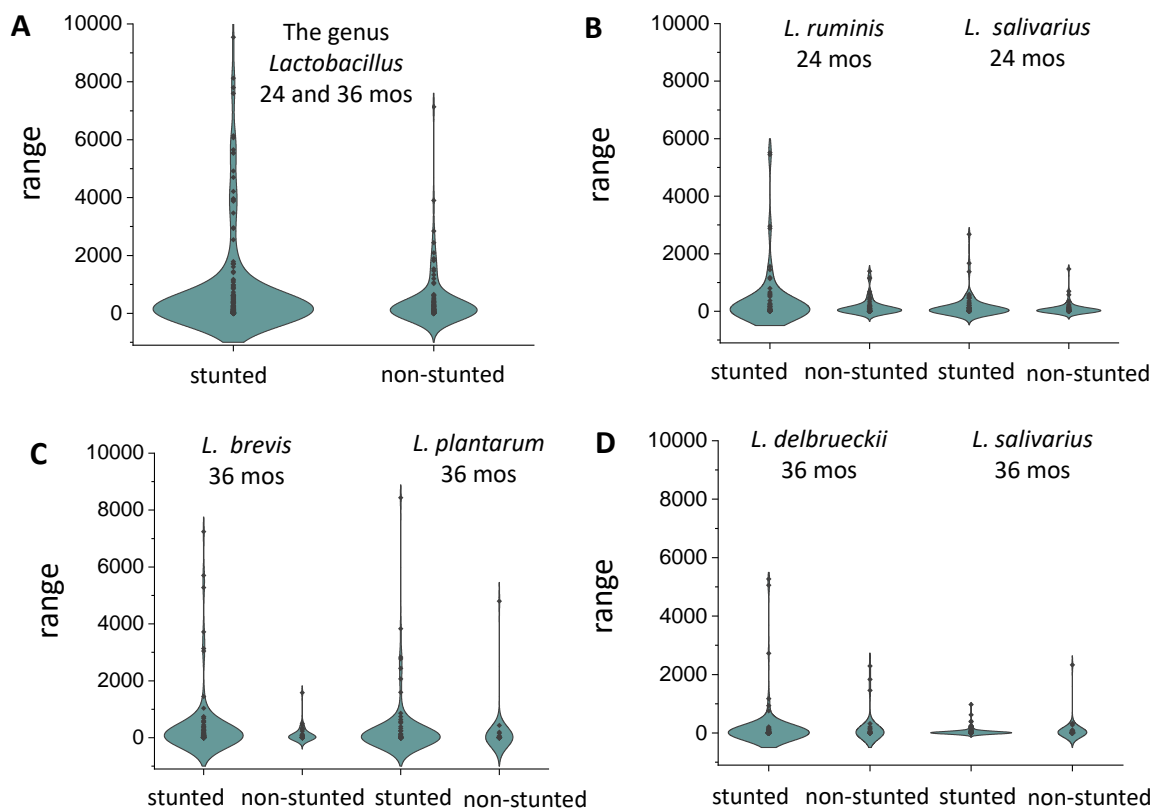 A
10000
8000
6000
4000
2000
0
range
The genus
Lactobacillus
24 and 36 mos
stunted
non-stunted
B
10000
8000
6000
4000
2000
0
range
L. ruminis
24 mos
L. salivarius
24 mos
stunted non-stunted stunted non-stunted
C
10000
8000
6000
4000
2000
0
range
L. brevis
36 mos
L. plantarum
36 mos
stunted non-stunted stunted non-stunted
D
10000
8000
6000
4000
2000
0
range
L. delbrueckii
36 mos
L. salivarius
36 mos
stunted non-stunted stunted non-stunted